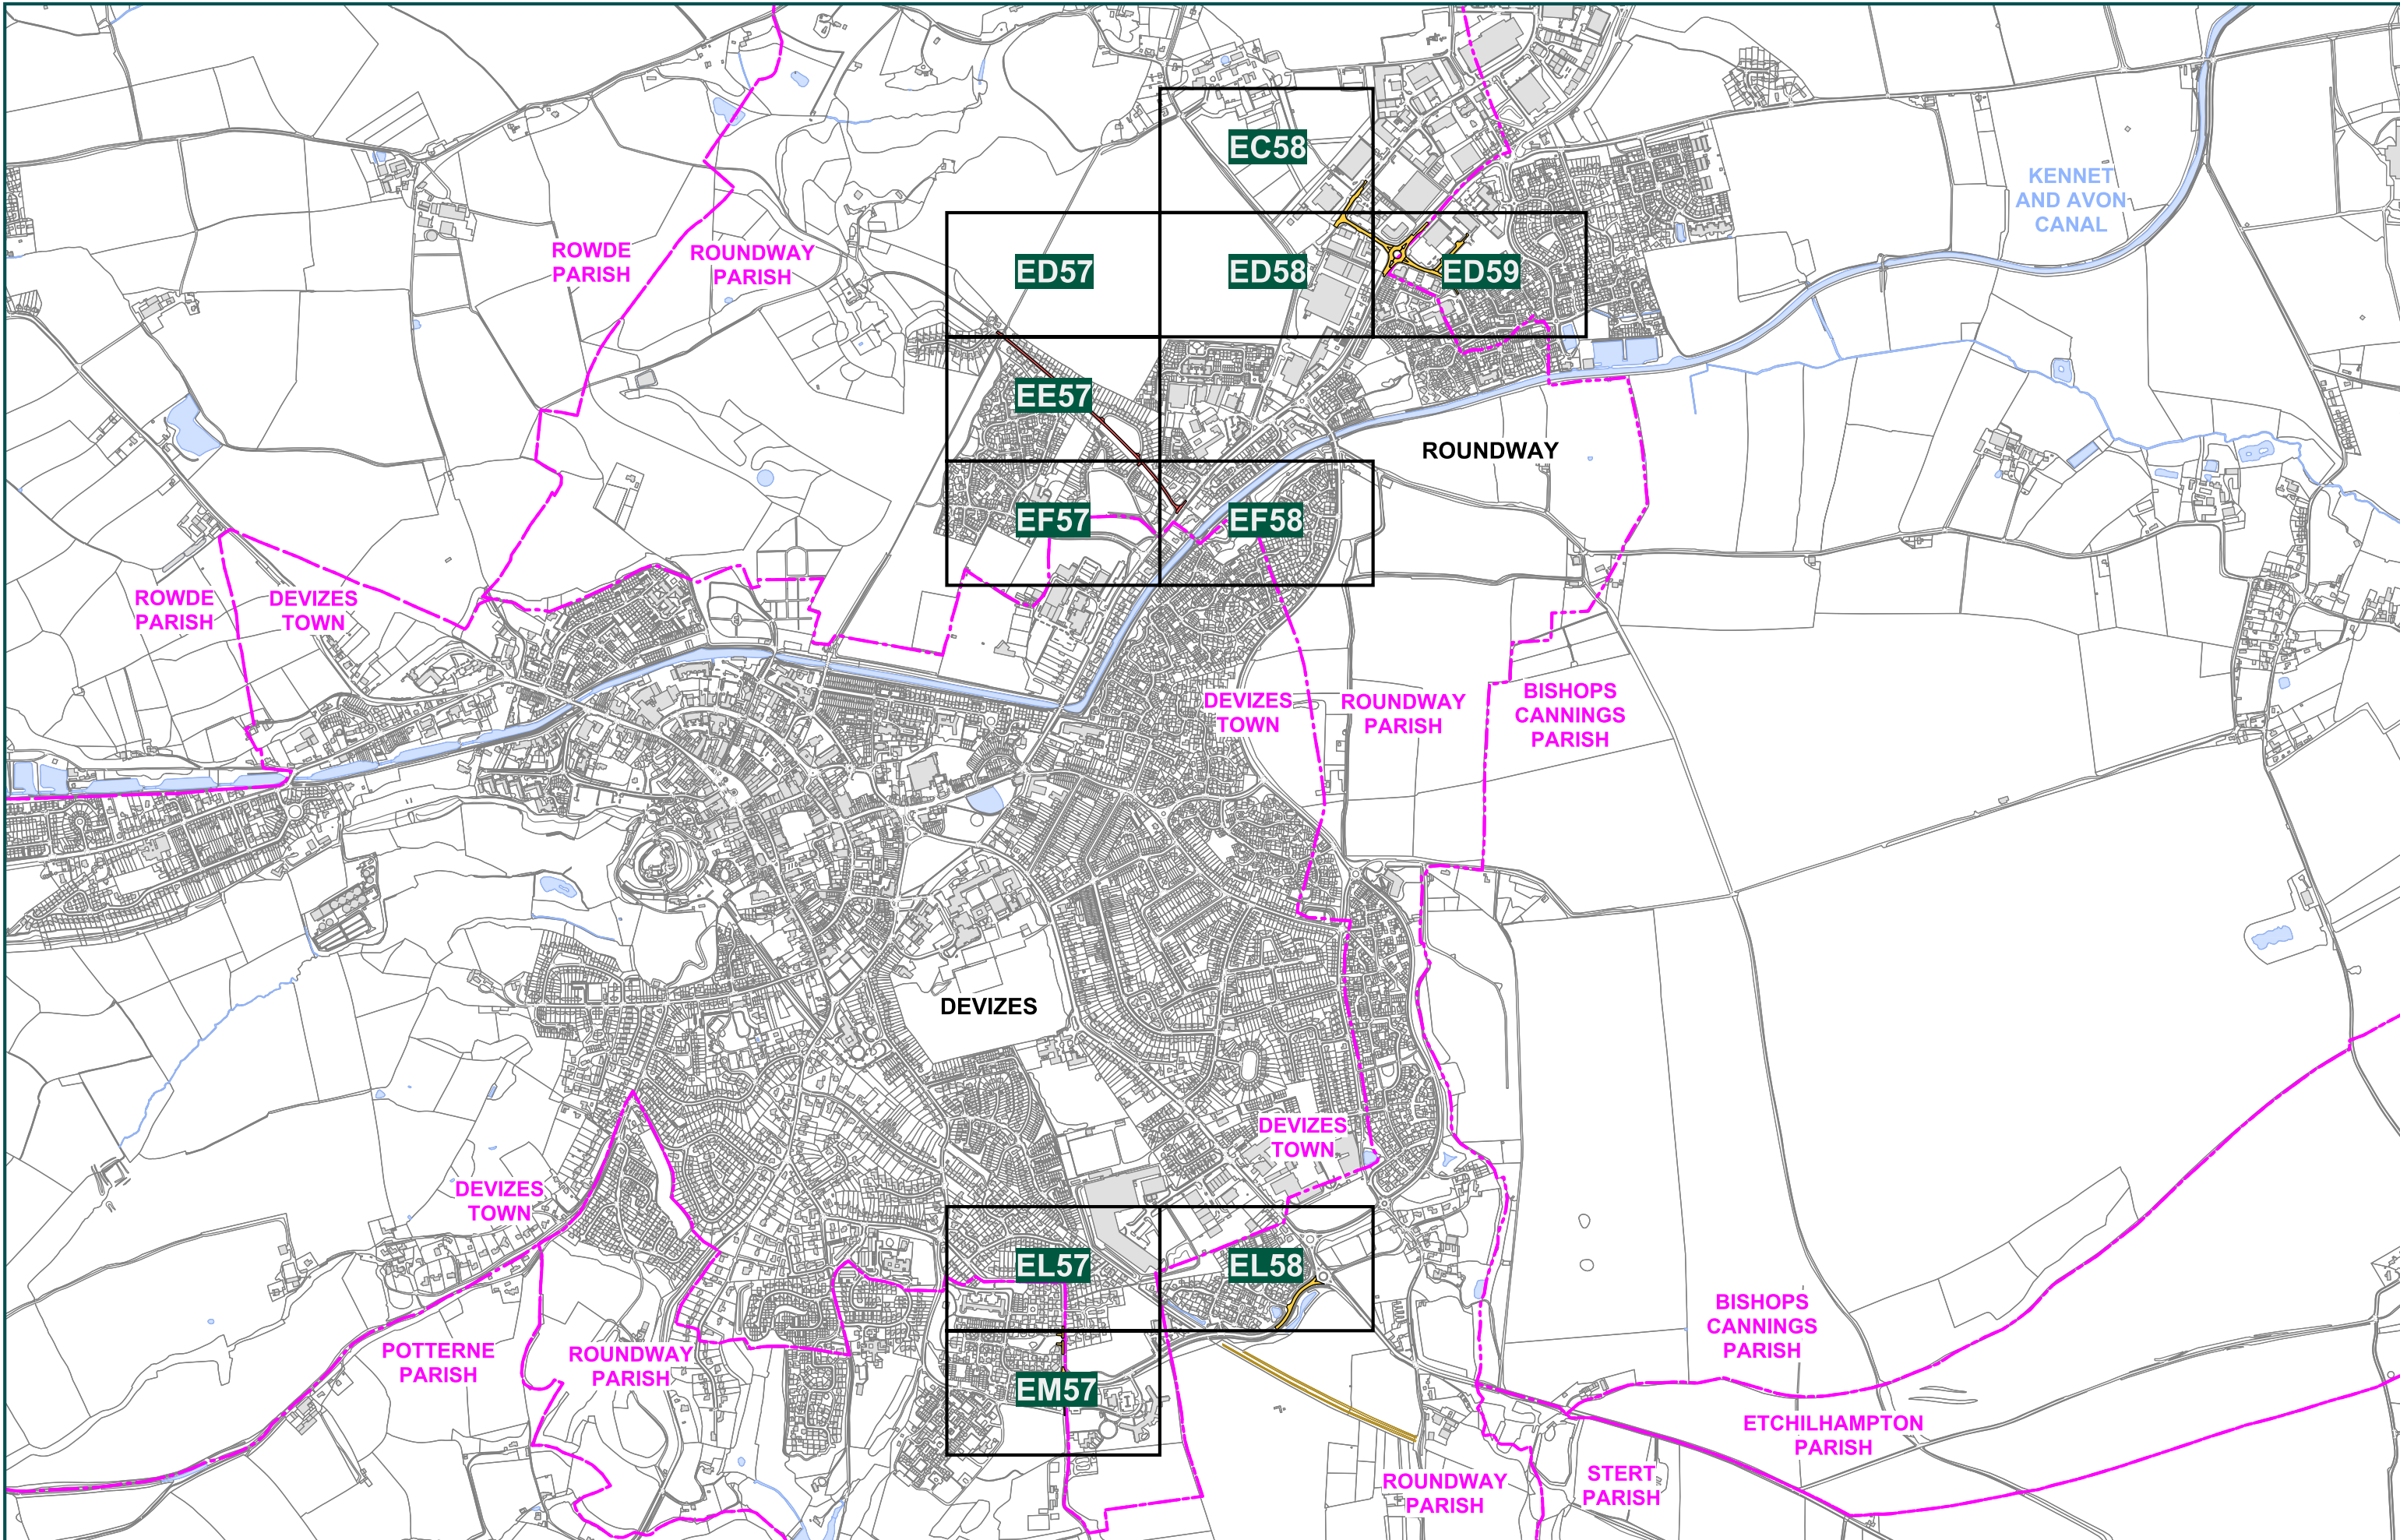 EC58
KENNET
AND AVON
CANAL
ROWDE
PARISH
ROUNDWAY
PARISH
ED57
ED58
ED59
EE57
ROUNDWAY
EF57
EF58
ROWDE
PARISH
DEVIZES
TOWN
DEVIZES
TOWN
ROUNDWAY
PARISH
BISHOPS
CANNINGS
PARISH
DEVIZES
DEVIZES
TOWN
DEVIZES
TOWN
EL57
EL58
BISHOPS
CANNINGS
PARISH
POTTERNE
PARISH
ROUNDWAY
PARISH
EM57
ETCHILHAMPTON
PARISH
ROUNDWAY
PARISH
STERT
PARISH